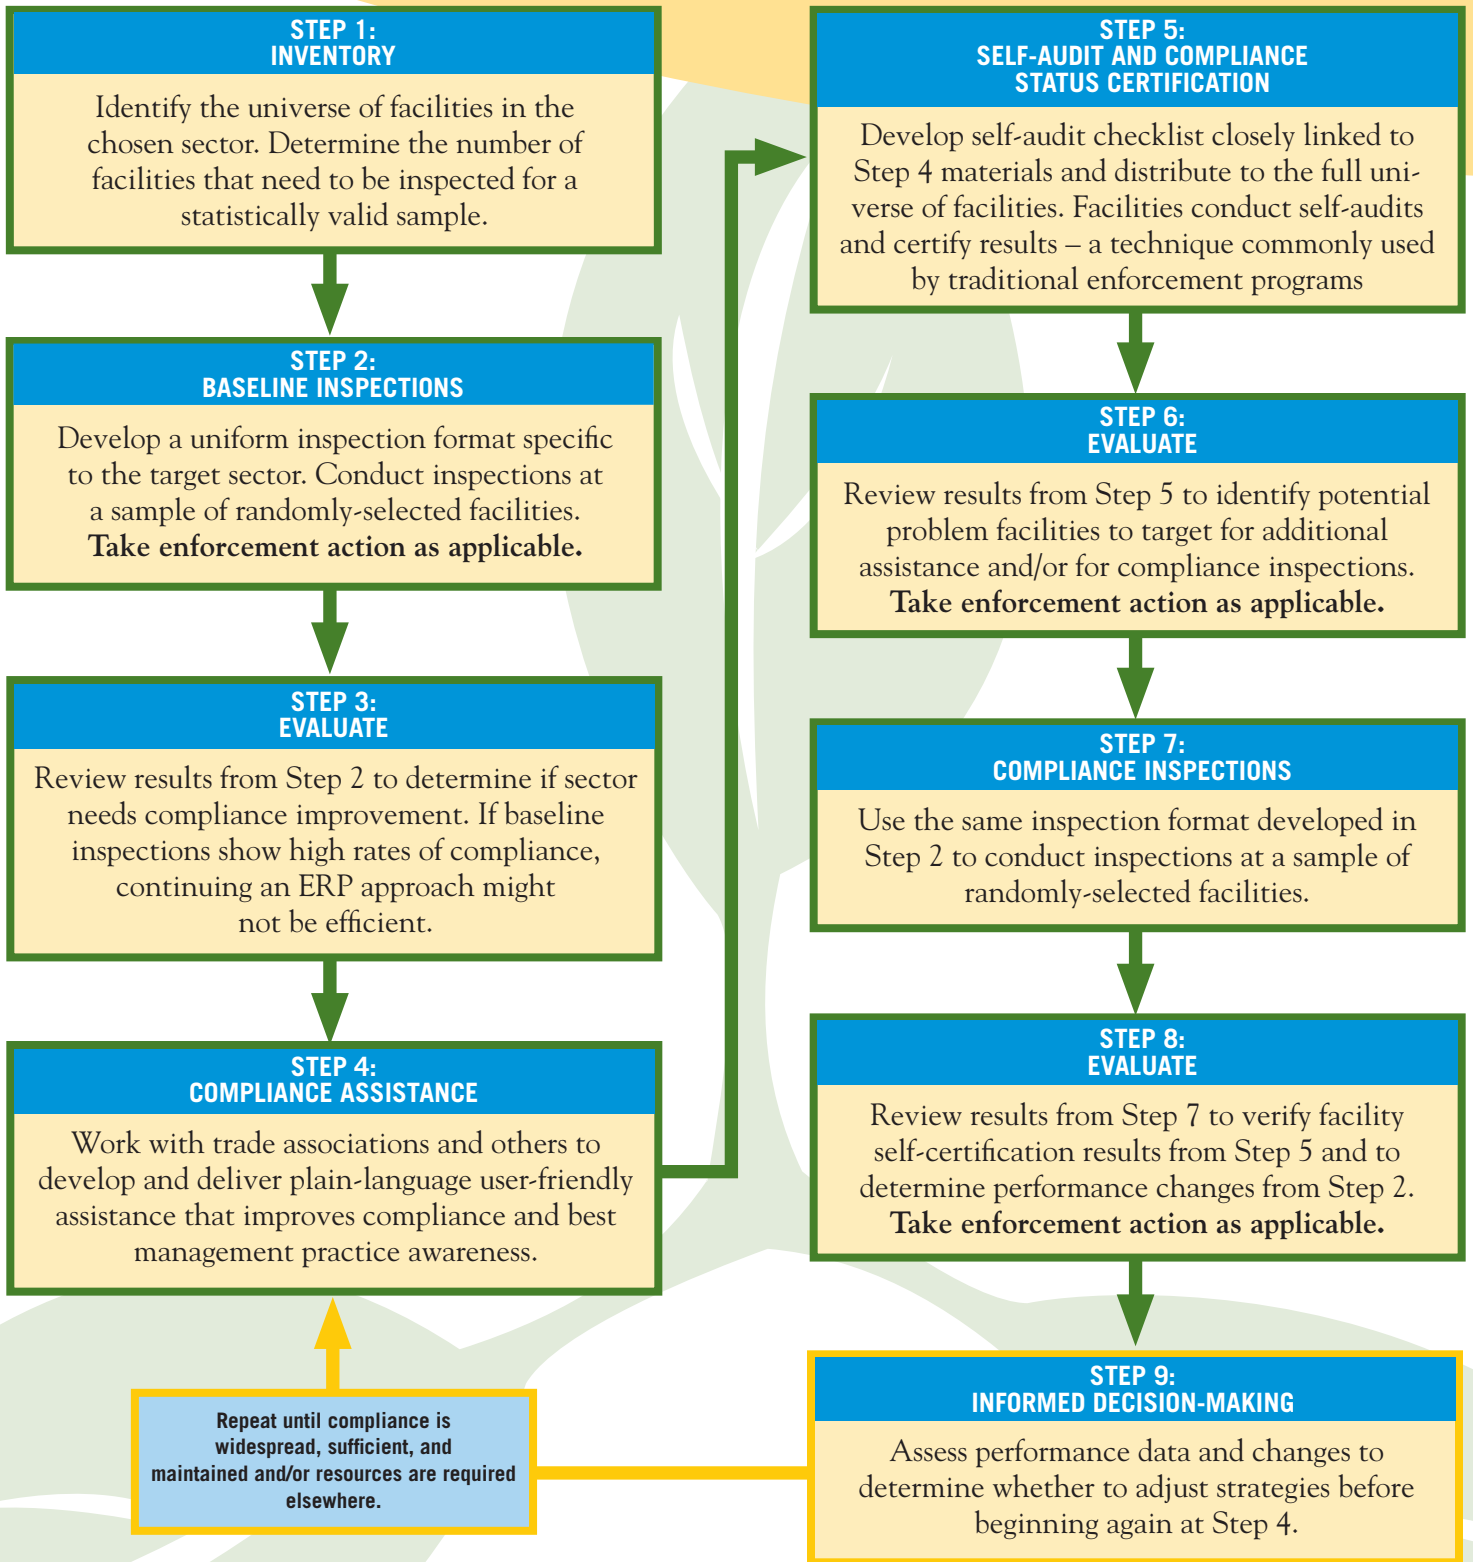 STEP 1:
INVENTORY
Identify the universe of facilities in the
chosen sector. Determine the number of
facilities that need to be inspected for a
statistically valid sample.
STEP 2:
BASELINE INSPECTIONS
Develop a uniform inspection format specific
to the target sector. Conduct inspections at
a sample of randomly-selected facilities.
Take enforcement action as applicable.
STEP 3:
EVALUATE
Review results from Step 2 to determine if sector
needs compliance improvement. If baseline
inspections show high rates of compliance,
continuing an ERP approach might
not be efficient.
STEP 4:
COMPLIANCE ASSISTANCE
Work with trade associations and others to
develop and deliver plain-language user-friendly
assistance that improves compliance and best
management practice awareness.
STEP 5:
SELF-AUDIT AND COMPLIANCE
STATUS CERTIFICATION
Develop self-audit checklist closely linked to
Step 4 materials and distribute to the full uni-
verse of facilities. Facilities conduct self-audits
and certify results – a technique commonly used
by traditional enforcement programs
STEP 6:
EVALUATE
Review results from Step 5 to identify potential
problem facilities to target for additional
assistance and/or for compliance inspections.
Take enforcement action as applicable.
STEP 7:
COMPLIANCE INSPECTIONS
Use the same inspection format developed in
Step 2 to conduct inspections at a sample of
randomly-selected facilities.
STEP 8:
EVALUATE
Review results from Step 7 to verify facility
self-certification results from Step 5 and to
determine performance changes from Step 2.
Take enforcement action as applicable.
STEP 9:
INFORMED DECISION-MAKING
Assess performance data and changes to
determine whether to adjust strategies before
beginning again at Step 4.
Repeat until compliance is
widespread, sufficient, and
maintained and/or resources are required
elsewhere.